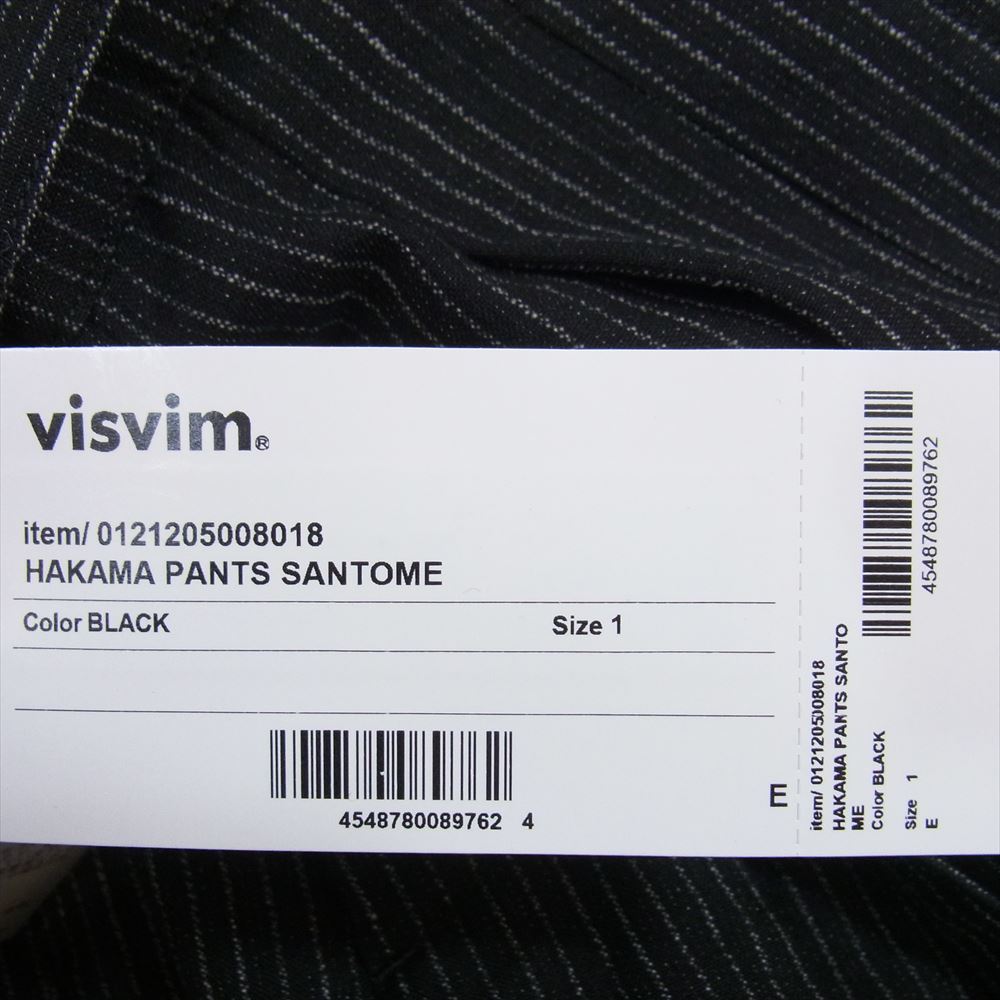 visvim®
item/ 0121205008018
HAKAMA PANTS SANTOME
Color BLACK Size 1
4548780089762 4
E
item/ 0121205008018
HAKAMA PANTS SANTO
ME
Color BLACK
Size 1
E
4548780089762